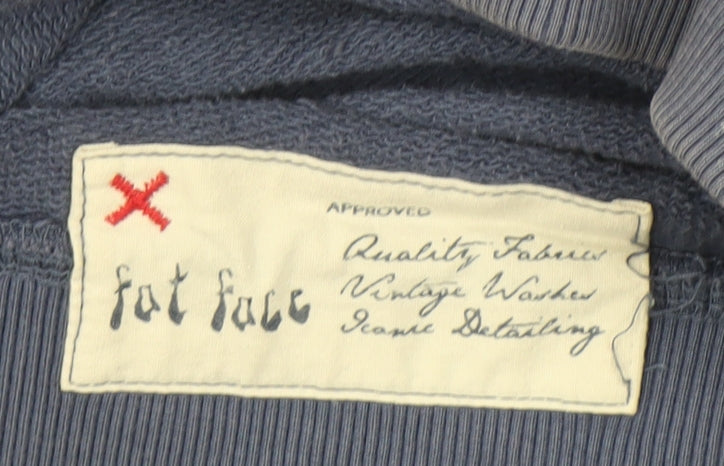 APPROVED
fat face
Quality Fabrics
Vintage Washes
Iconic Detailing